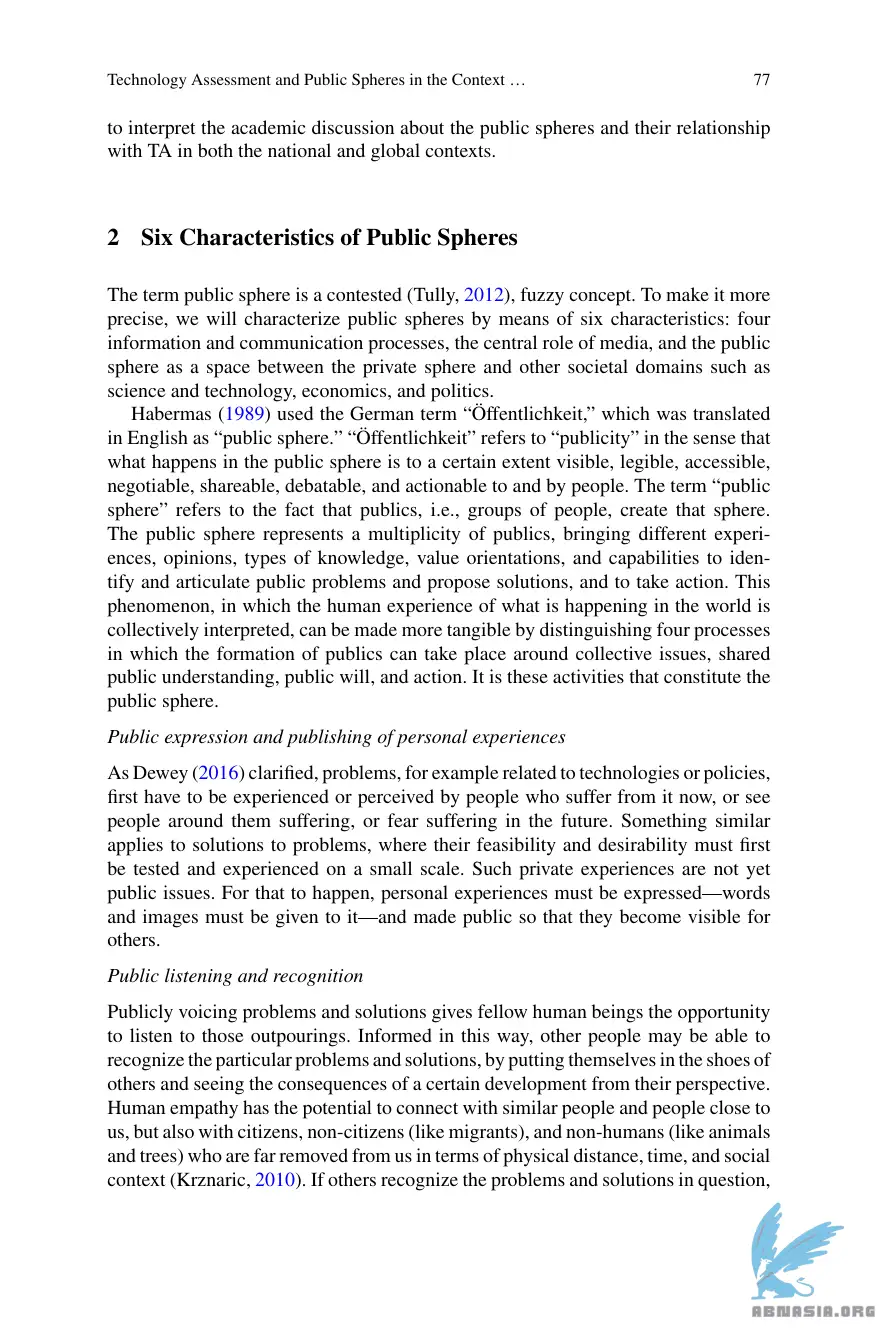 Technology Assessment and Public Spheres in the Context … 77
to interpret the academic discussion about the public spheres and their relationship
with TA in both the national and global contexts.
2 Six Characteristics of Public Spheres
The term public sphere is a contested (Tully, 2012), fuzzy concept. To make it more
precise, we will characterize public spheres by means of six characteristics: four
information and communication processes, the central role of media, and the public
sphere as a space between the private sphere and other societal domains such as
science and technology, economics, and politics.
Habermas (1989) used the German term “Öffentlichkeit,” which was translated
in English as “public sphere.” “Öffentlichkeit” refers to “publicity” in the sense that
what happens in the public sphere is to a certain extent visible, legible, accessible,
negotiable, shareable, debatable, and actionable to and by people. The term “public
sphere” refers to the fact that publics, i.e., groups of people, create that sphere.
The public sphere represents a multiplicity of publics, bringing different experi-
ences, opinions, types of knowledge, value orientations, and capabilities to iden-
tify and articulate public problems and propose solutions, and to take action. This
phenomenon, in which the human experience of what is happening in the world is
collectively interpreted, can be made more tangible by distinguishing four processes
in which the formation of publics can take place around collective issues, shared
public understanding, public will, and action. It is these activities that constitute the
public sphere.
Public expression and publishing of personal experiences
As Dewey (2016) clarified, problems, for example related to technologies or policies,
first have to be experienced or perceived by people who suffer from it now, or see
people around them suffering, or fear suffering in the future. Something similar
applies to solutions to problems, where their feasibility and desirability must first
be tested and experienced on a small scale. Such private experiences are not yet
public issues. For that to happen, personal experiences must be expressed—words
and images must be given to it—and made public so that they become visible for
others.
Public listening and recognition
Publicly voicing problems and solutions gives fellow human beings the opportunity
to listen to those outpourings. Informed in this way, other people may be able to
recognize the particular problems and solutions, by putting themselves in the shoes of
others and seeing the consequences of a certain development from their perspective.
Human empathy has the potential to connect with similar people and people close to
us, but also with citizens, non-citizens (like migrants), and non-humans (like animals
and trees) who are far removed from us in terms of physical distance, time, and social
context (Krznaric, 2010). If others recognize the problems and solutions in question,
ABNASIA.ORG